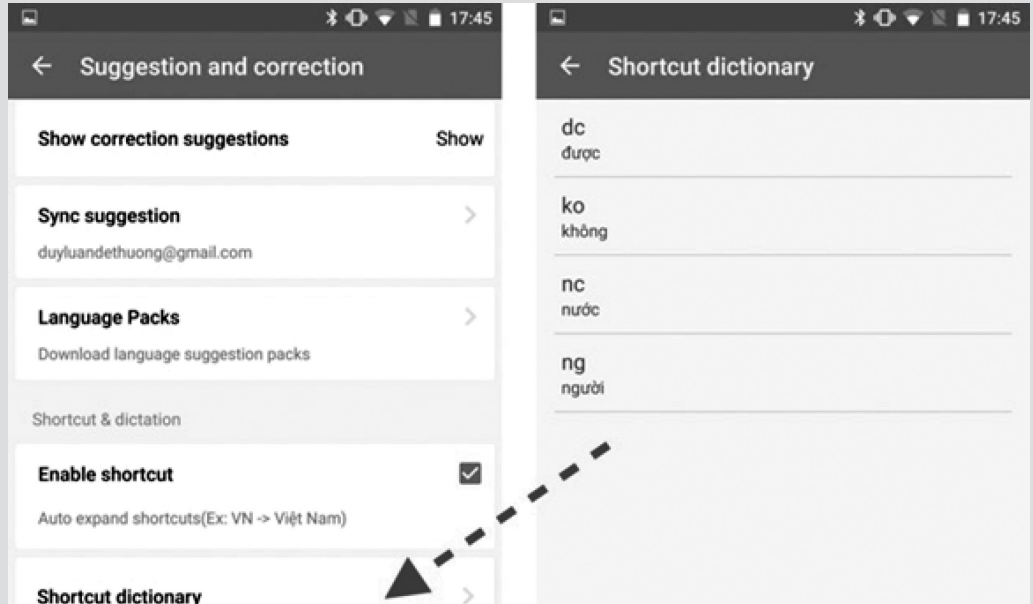 17:45
Suggestion and correction
Show correction suggestions Show
Sync suggestion
duyluandethuong@gmail.com
Language Packs
Download language suggestion packs
Shortcut & dictation
Enable shortcut
Auto expand shortcuts(Ex: VN -> Việt Nam)
Shortcut dictionary
17:45
Shortcut dictionary
dc
được
ko
không
nc
nước
ng
người